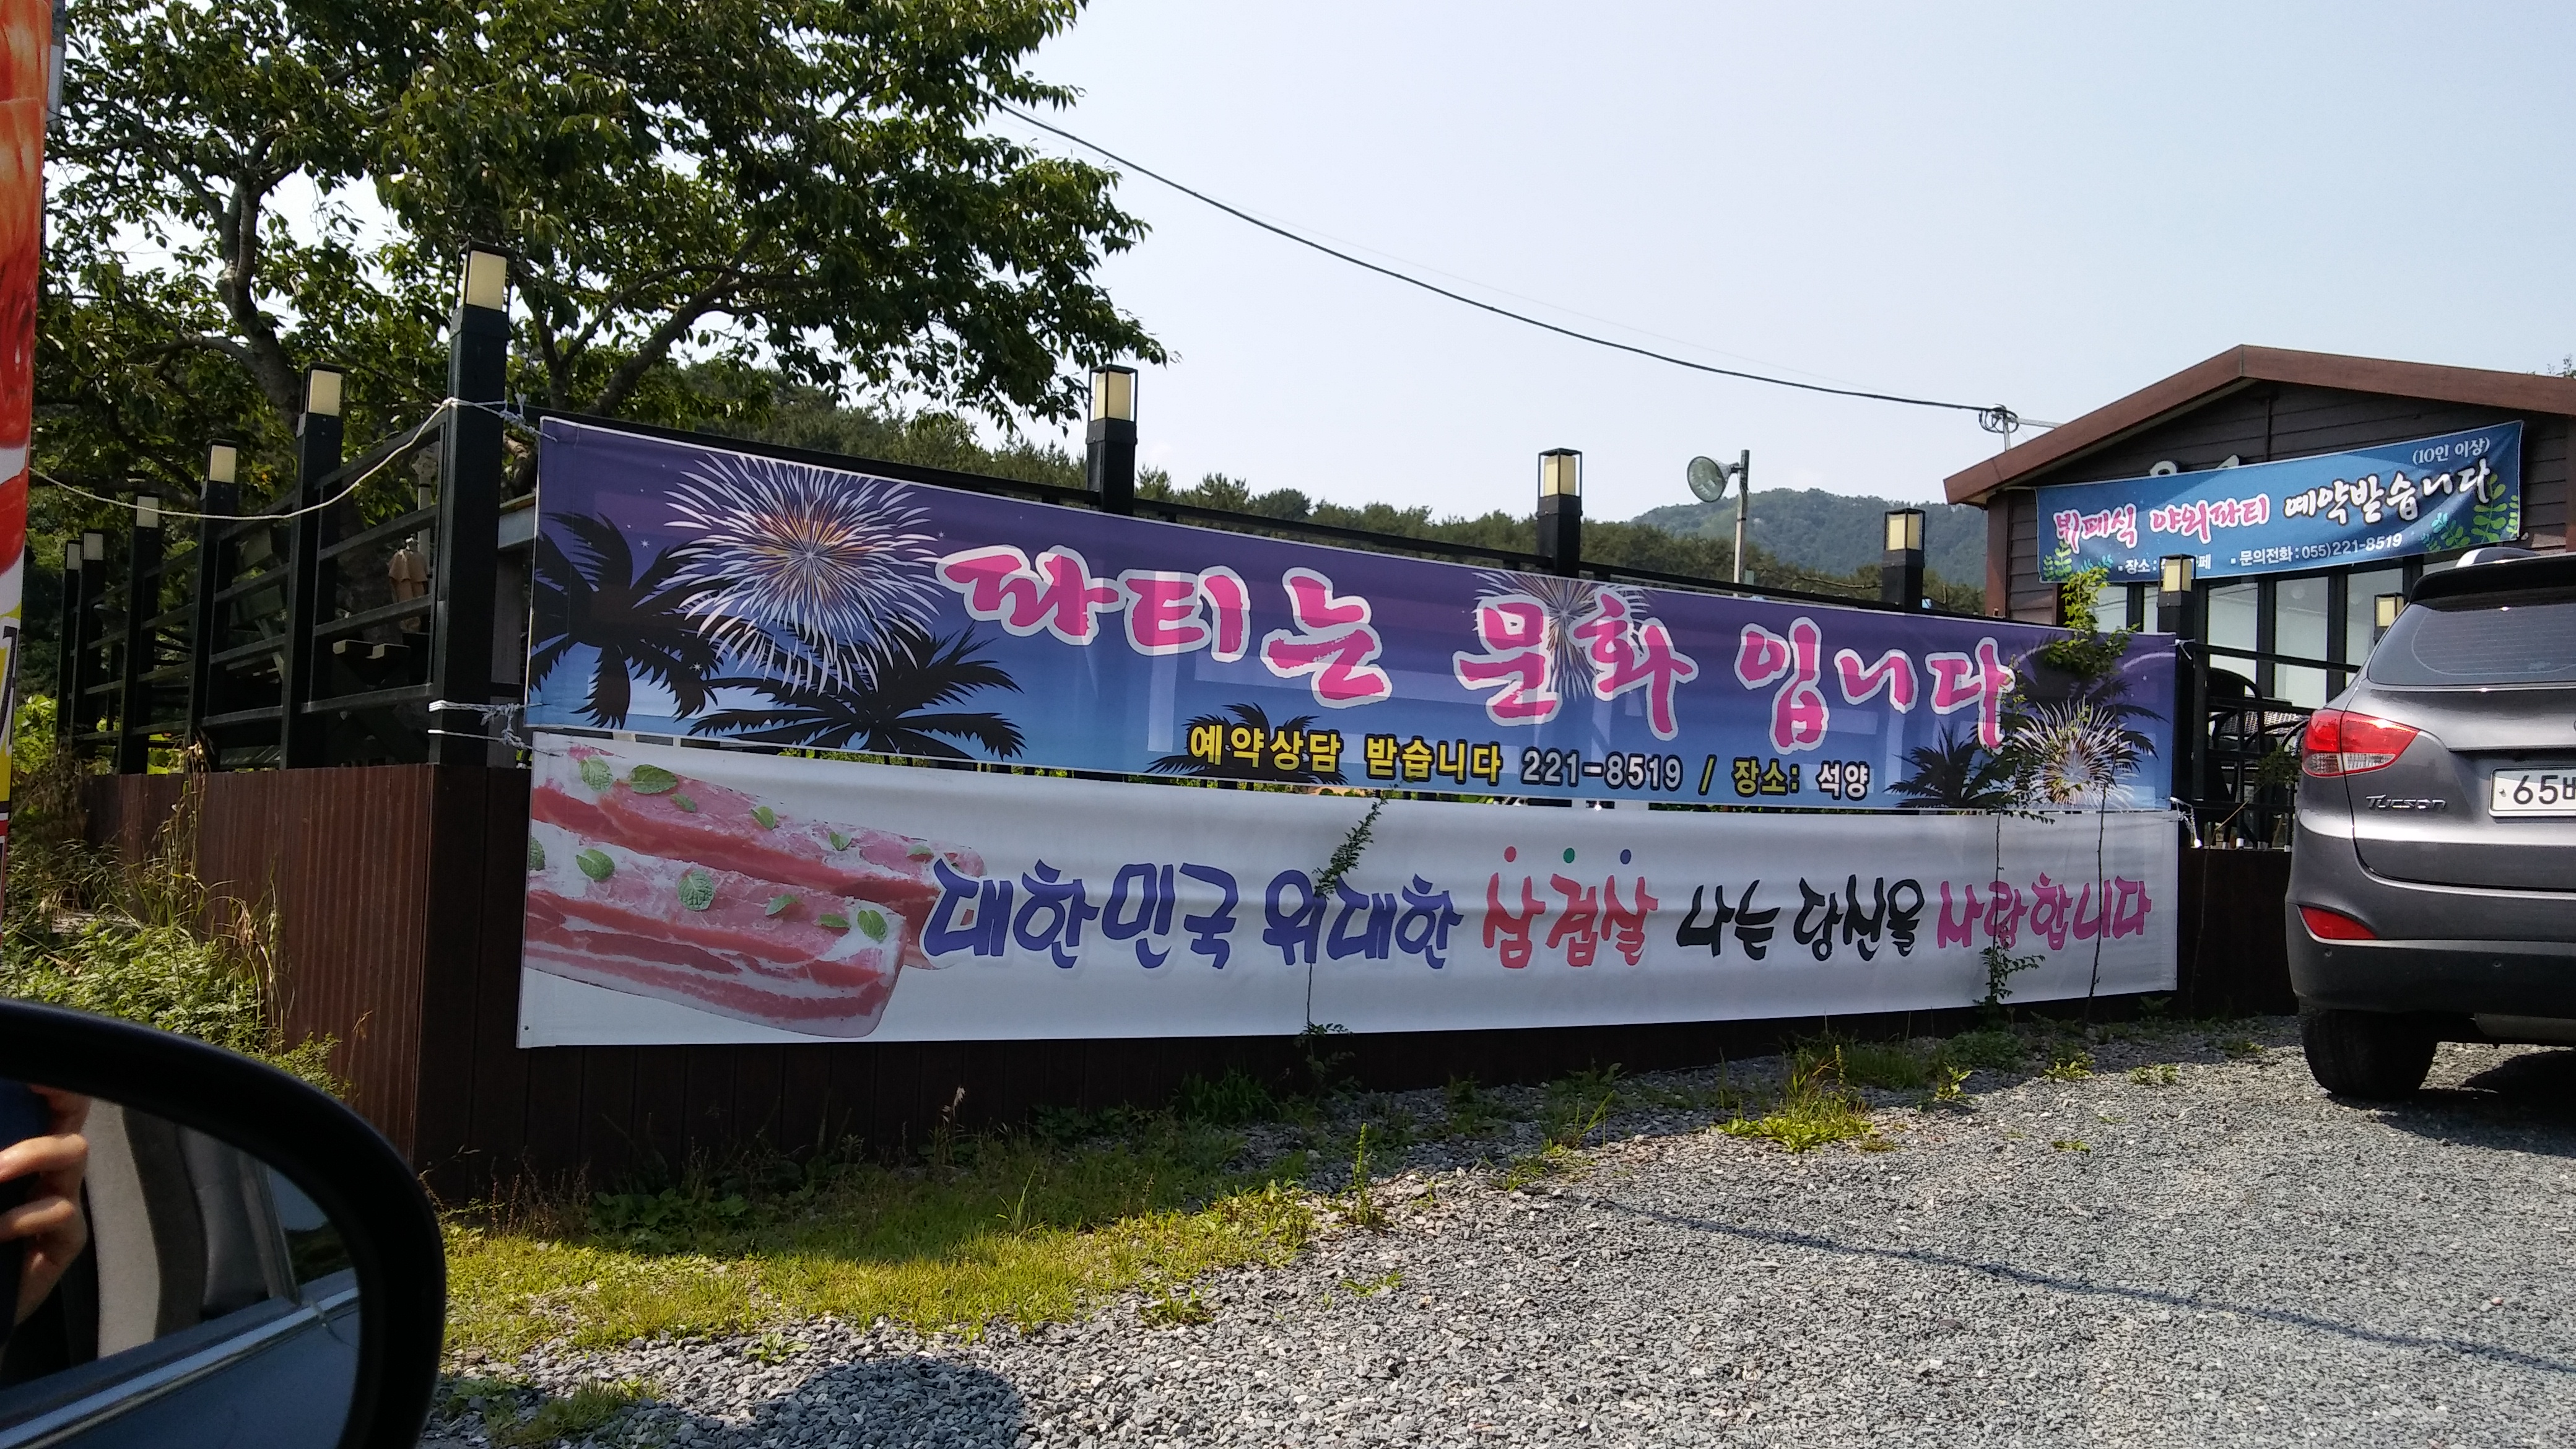 파티는 문화 입니다
예약상담 받습니다 221-8519 / 장소: 석양
대한민국 위대한 삼겹살 나는 당신을 사랑합니다
(10인 이상)
뷔페식 야외파티 예약받습니다
▪장소: 페 ▪문의전화:055)221-8519
Tucson
65